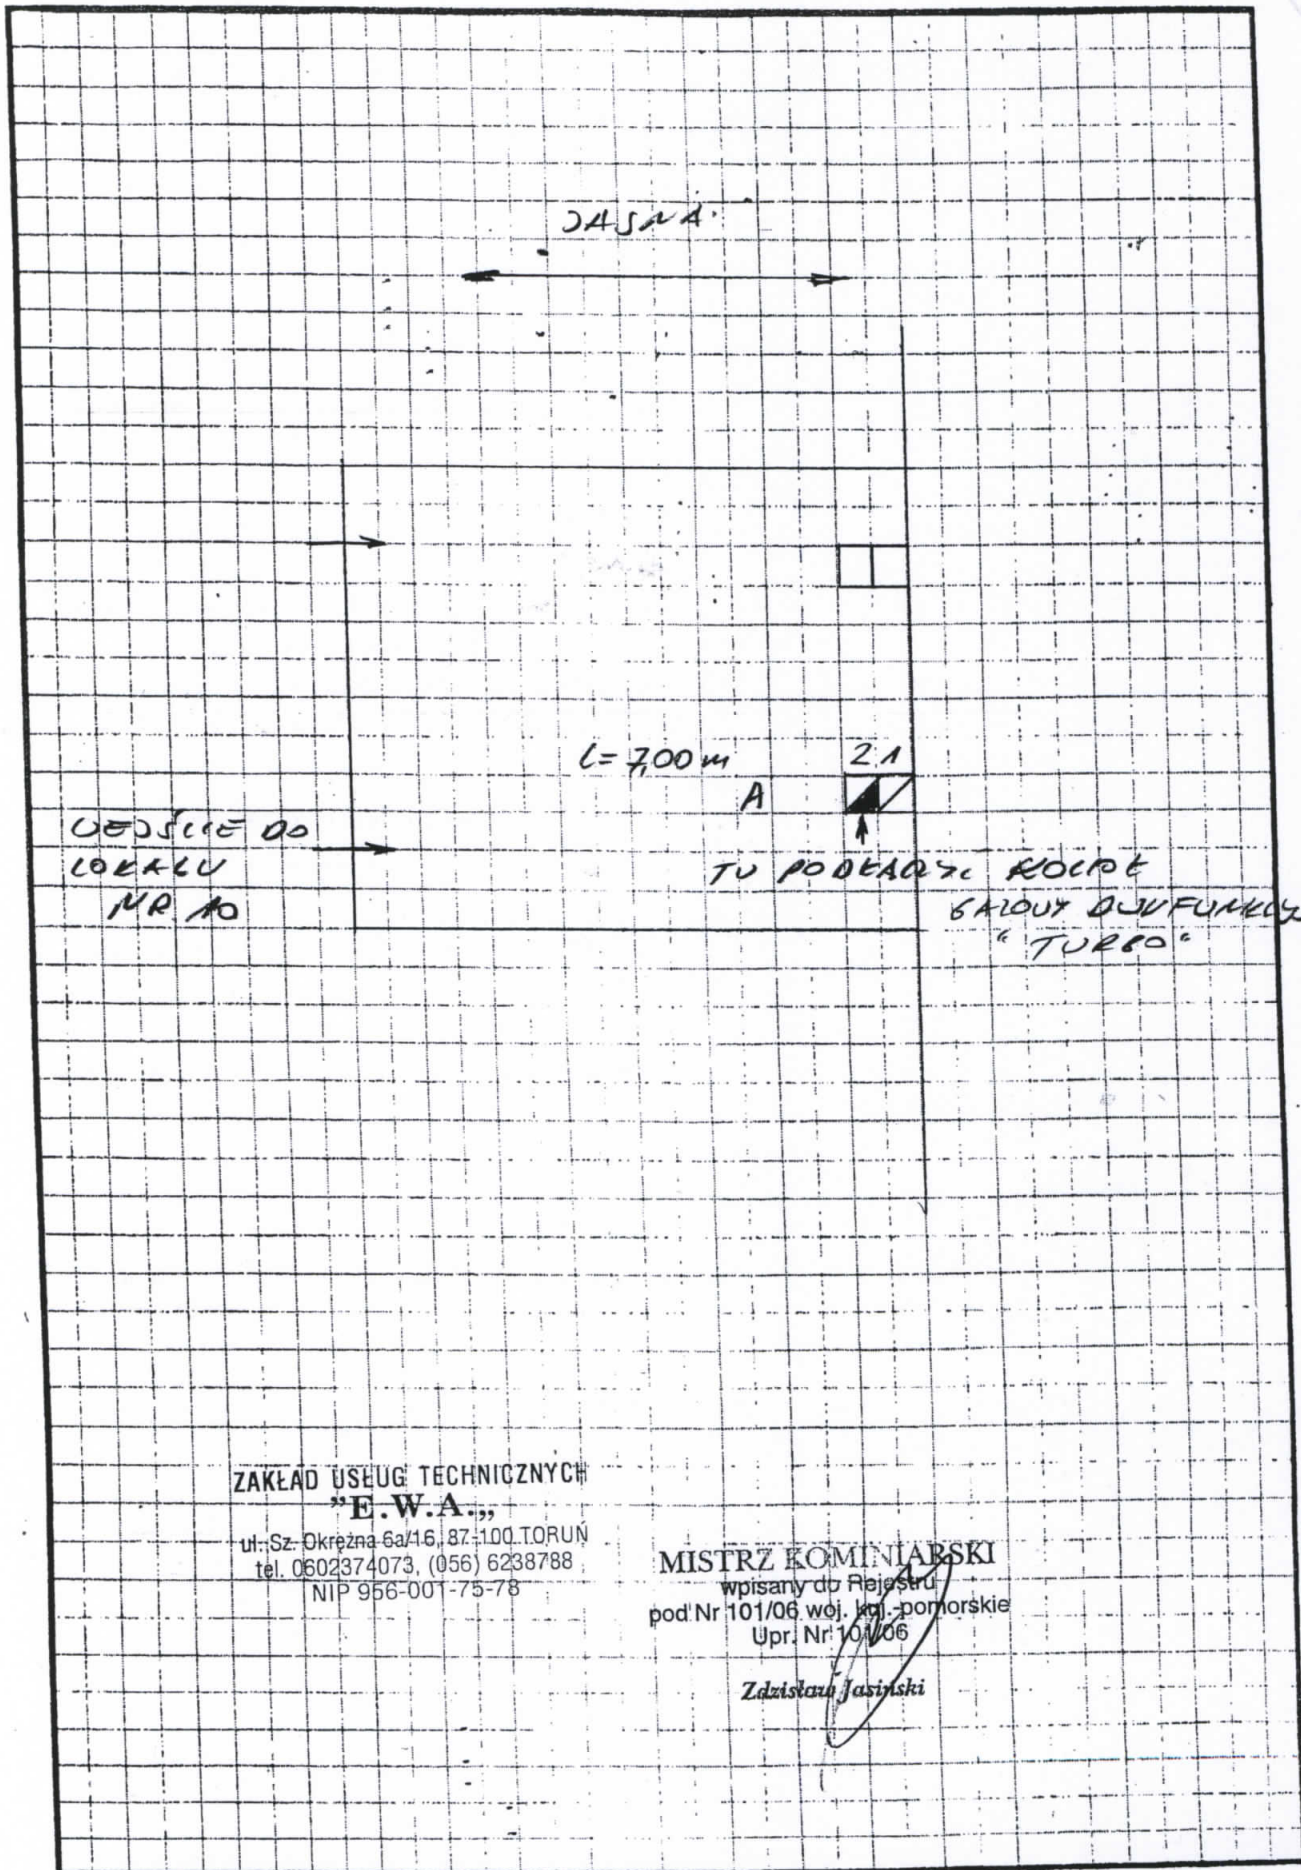 JASNA
l= 7,00 m
2 1
A
WEJŚCIE DO
LOKALU
NR 10
TU PODŁĄCZYĆ KOCIOŁ
GAZOWY DWUFUNKCYJ
"TURBO"
ZAKŁAD USŁUG TECHNICZNYCH
”E.W.A.„
ul. Sz. Okrężna 6a/16, 87-100 TORUŃ
tel. 0602374073, (056) 6238788
NIP 956-001-75-78
MISTRZ KOMINIARSKI
wpisany do Rejestru
pod Nr 101/06 woj. kuj.-pomorskie
Upr. Nr 101/06
Zdzisław Jasiński